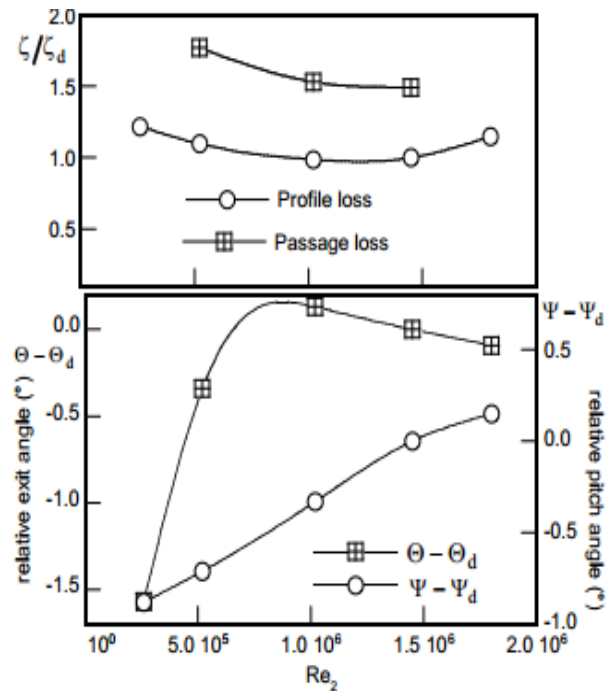 2.0
ζ/ζd
1.5
1.0
0.5
Profile loss
Passage loss
0.0
-0.5
-1.0
-1.5
Θ – Θd
relative exit angle (°)
Ψ – Ψd
0.5
0.0
-0.5
-1.0
relative pitch angle (°)
Θ – Θd
Ψ – Ψd
10⁰ 5.0 10⁵ 1.0 10⁶ 1.5 10⁶ 2.0 10⁶
Re₂